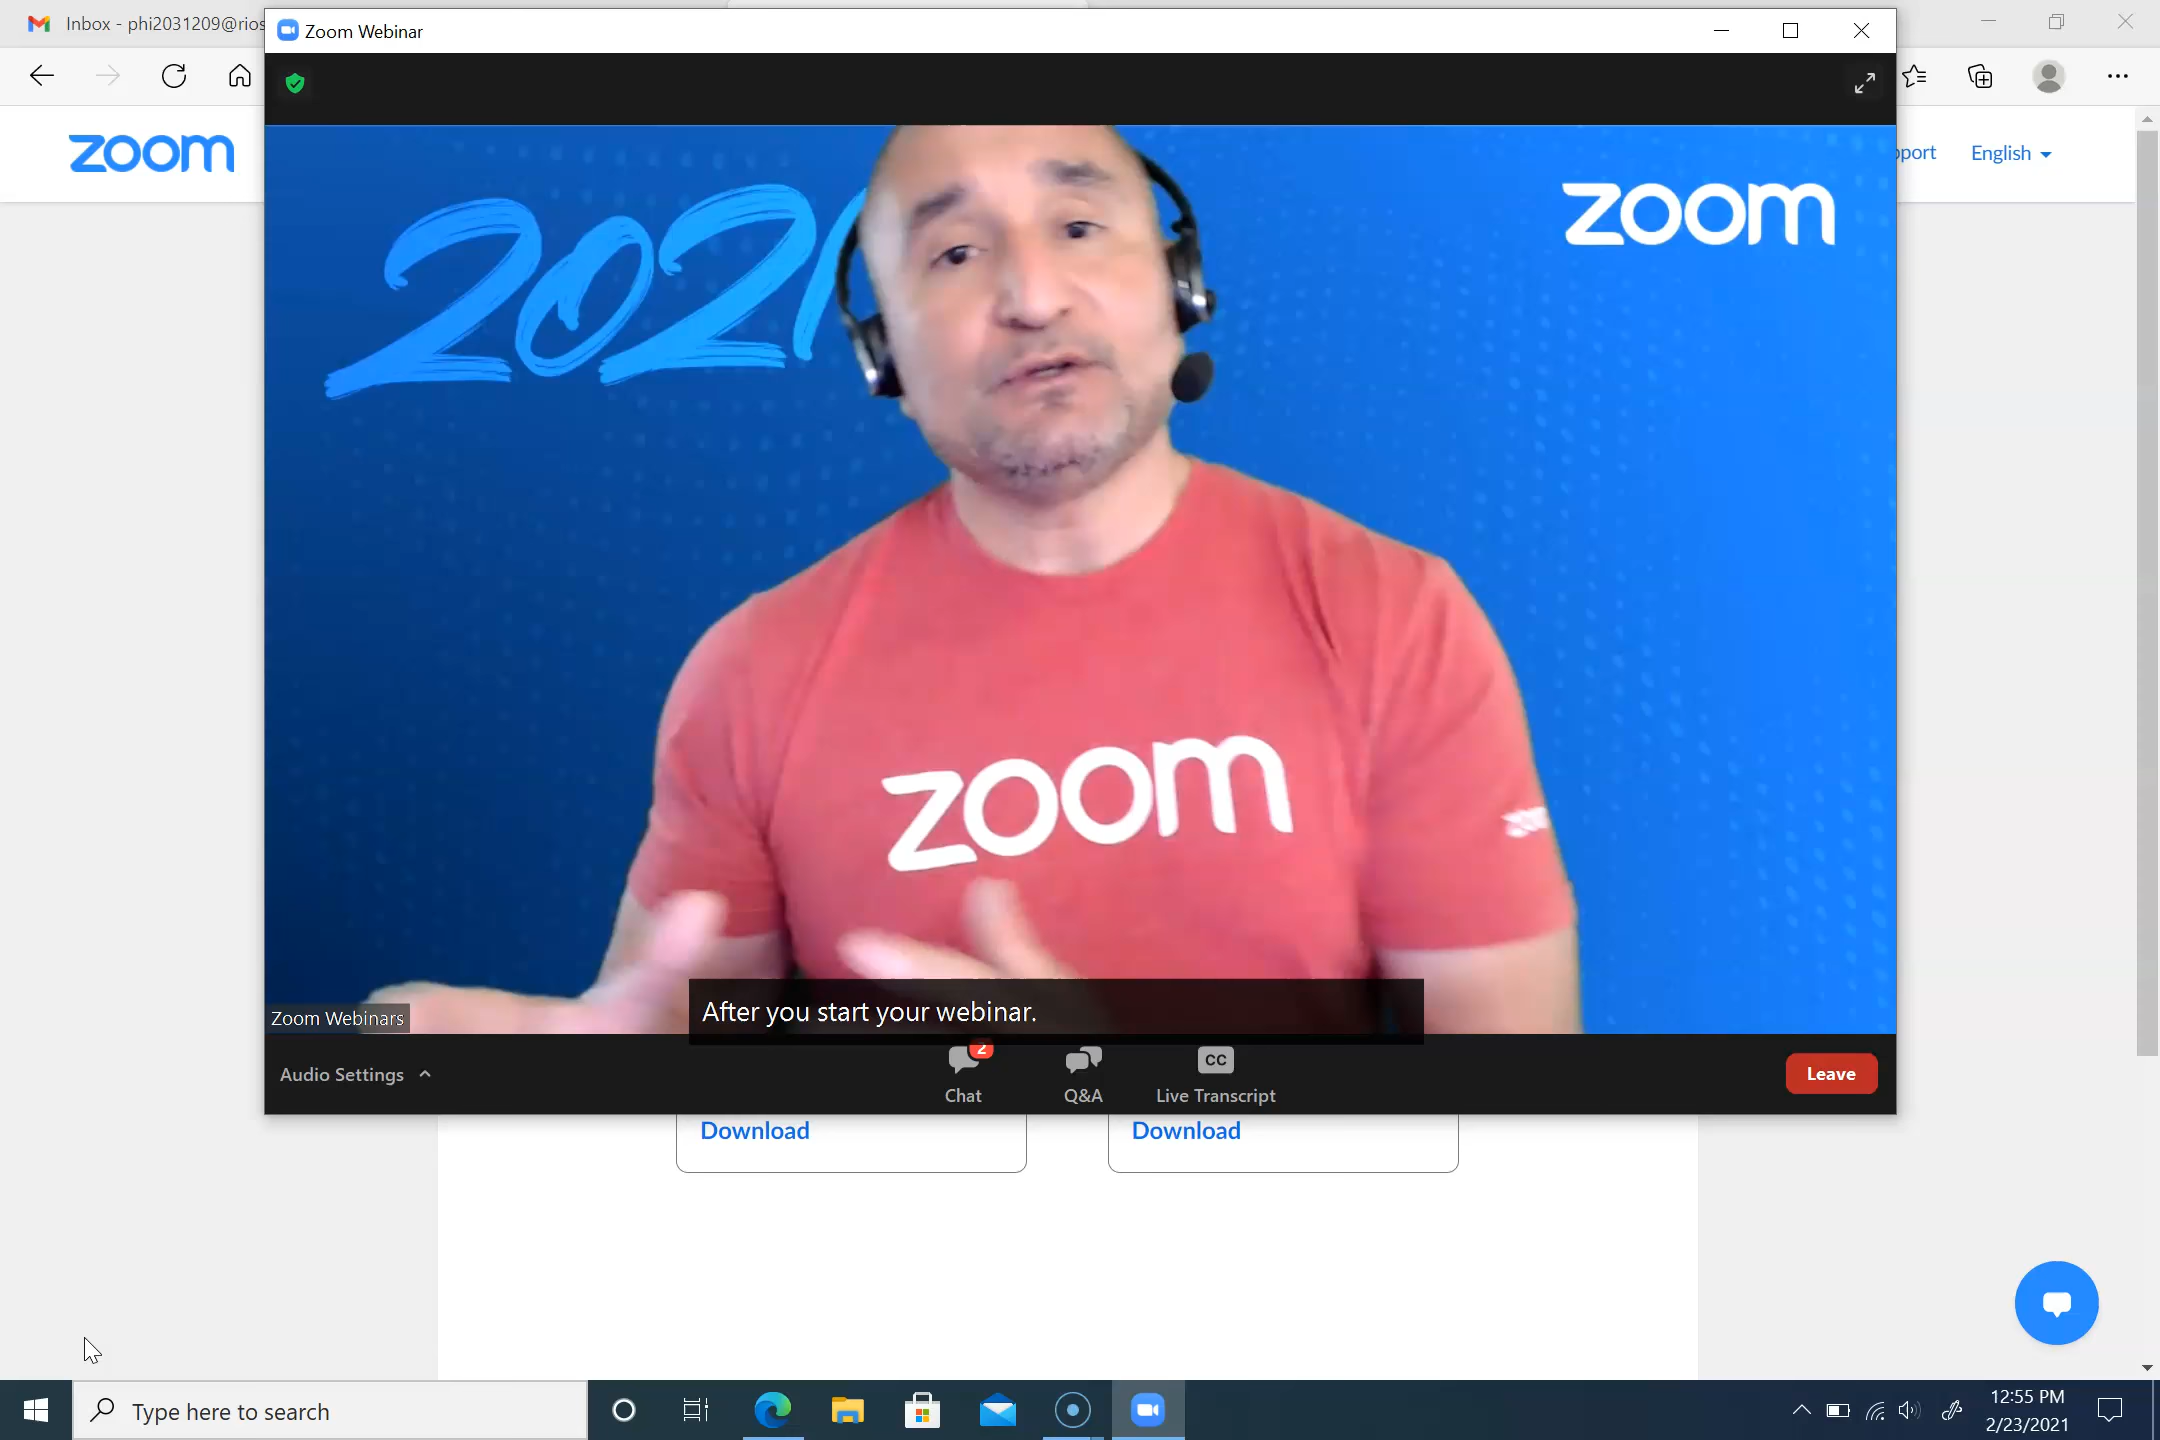 Inbox - phi2031209@rios
Zoom Webinar
zoom
pport
English
202
zoom
zoom
After you start your webinar.
Zoom Webinars
Audio Settings
2
Chat
Q&A
CC
Live Transcript
Leave
Download
Download
Type here to search
12:55 PM
2/23/2021